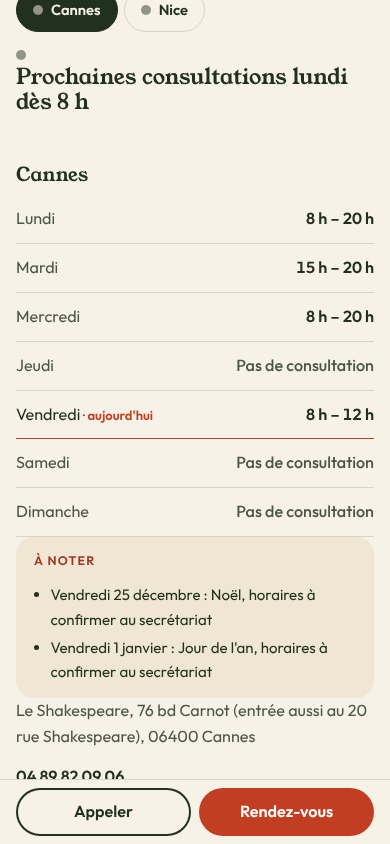 Cannes
Nice
Prochaines consultations lundi
dès 8 h
Cannes
Lundi 8 h – 20 h
Mardi 15 h – 20 h
Mercredi 8 h – 20 h
Jeudi Pas de consultation
Vendredi · aujourd'hui 8 h – 12 h
Samedi Pas de consultation
Dimanche Pas de consultation
À NOTER
• Vendredi 25 décembre : Noël, horaires à
confirmer au secrétariat
• Vendredi 1 janvier : Jour de l'an, horaires à
confirmer au secrétariat
Le Shakespeare, 76 bd Carnot (entrée aussi au 20
rue Shakespeare), 06400 Cannes
04 89 82 09 06
Appeler
Rendez-vous